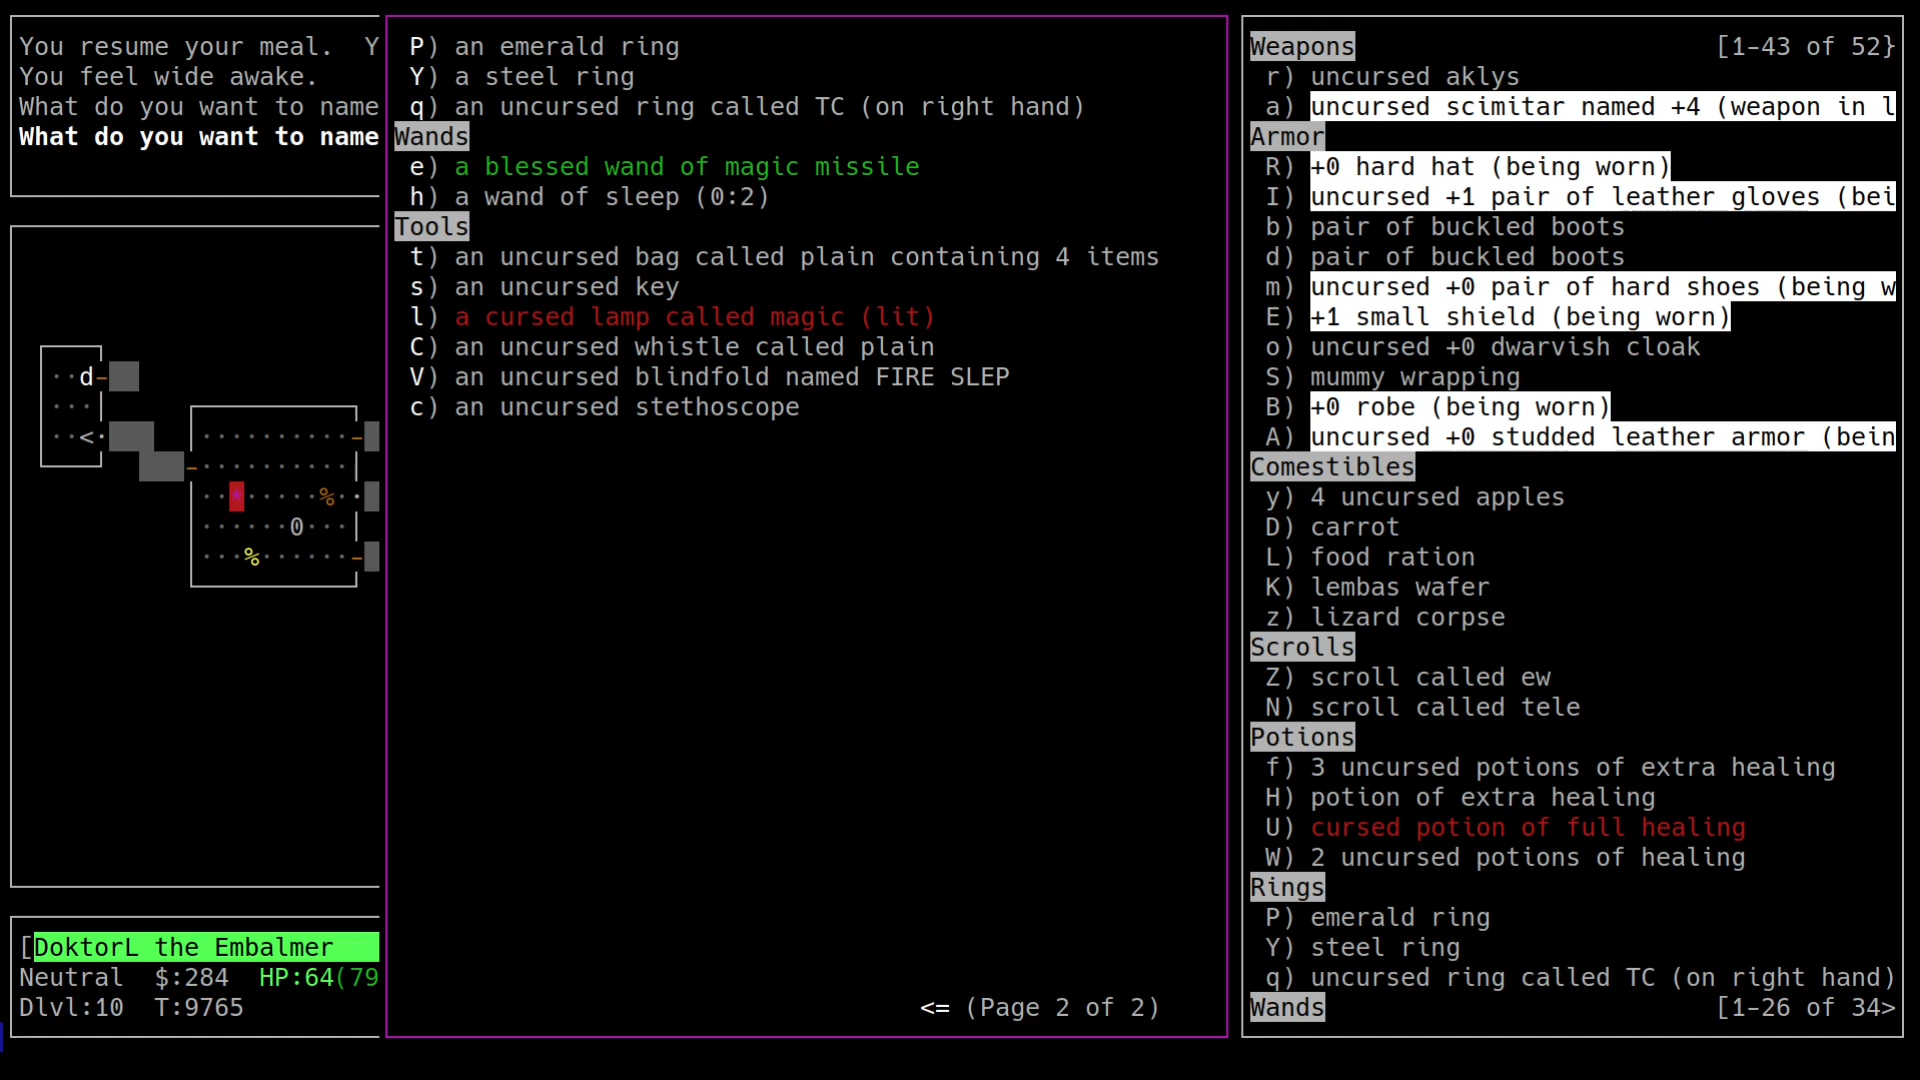 You resume your meal.  Y
You feel wide awake.
What do you want to name
What do you want to name
··d-
···
··<·
··········-
-··········
··*·····%··
······0···
···%······-
[DoktorL the Embalmer
Neutral  $:284  HP:64(79
Dlvl:10  T:9765
P) an emerald ring
Y) a steel ring
q) an uncursed ring called TC (on right hand)
Wands
e) a blessed wand of magic missile
h) a wand of sleep (0:2)
Tools
t) an uncursed bag called plain containing 4 items
s) an uncursed key
l) a cursed lamp called magic (lit)
C) an uncursed whistle called plain
V) an uncursed blindfold named FIRE SLEP
c) an uncursed stethoscope
<= (Page 2 of 2)
Weapons [1-43 of 52}
r) uncursed aklys
a) uncursed scimitar named +4 (weapon in l
Armor
R) +0 hard hat (being worn)
I) uncursed +1 pair of leather gloves (bei
b) pair of buckled boots
d) pair of buckled boots
m) uncursed +0 pair of hard shoes (being w
E) +1 small shield (being worn)
o) uncursed +0 dwarvish cloak
S) mummy wrapping
B) +0 robe (being worn)
A) uncursed +0 studded leather armor (bein
Comestibles
y) 4 uncursed apples
D) carrot
L) food ration
K) lembas wafer
z) lizard corpse
Scrolls
Z) scroll called ew
N) scroll called tele
Potions
f) 3 uncursed potions of extra healing
H) potion of extra healing
U) cursed potion of full healing
W) 2 uncursed potions of healing
Rings
P) emerald ring
Y) steel ring
q) uncursed ring called TC (on right hand)
Wands [1-26 of 34>